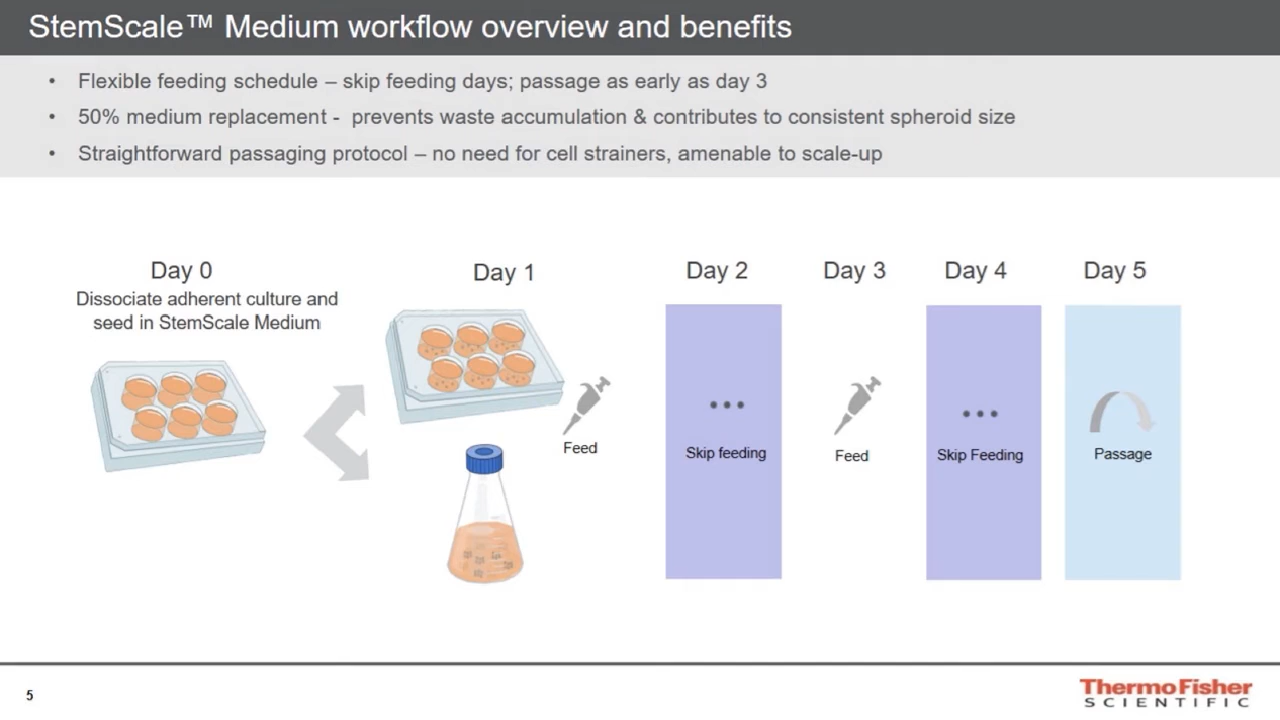 StemScale™ Medium workflow overview and benefits
• Flexible feeding schedule – skip feeding days; passage as early as day 3
• 50% medium replacement - prevents waste accumulation & contributes to consistent spheroid size
• Straightforward passaging protocol – no need for cell strainers, amenable to scale-up
Day 0
Dissociate adherent culture and
seed in StemScale Medium
Day 1
Feed
Day 2
Skip feeding
Day 3
Feed
Day 4
Skip Feeding
Day 5
Passage
5
ThermoFisher
SCIENTIFIC